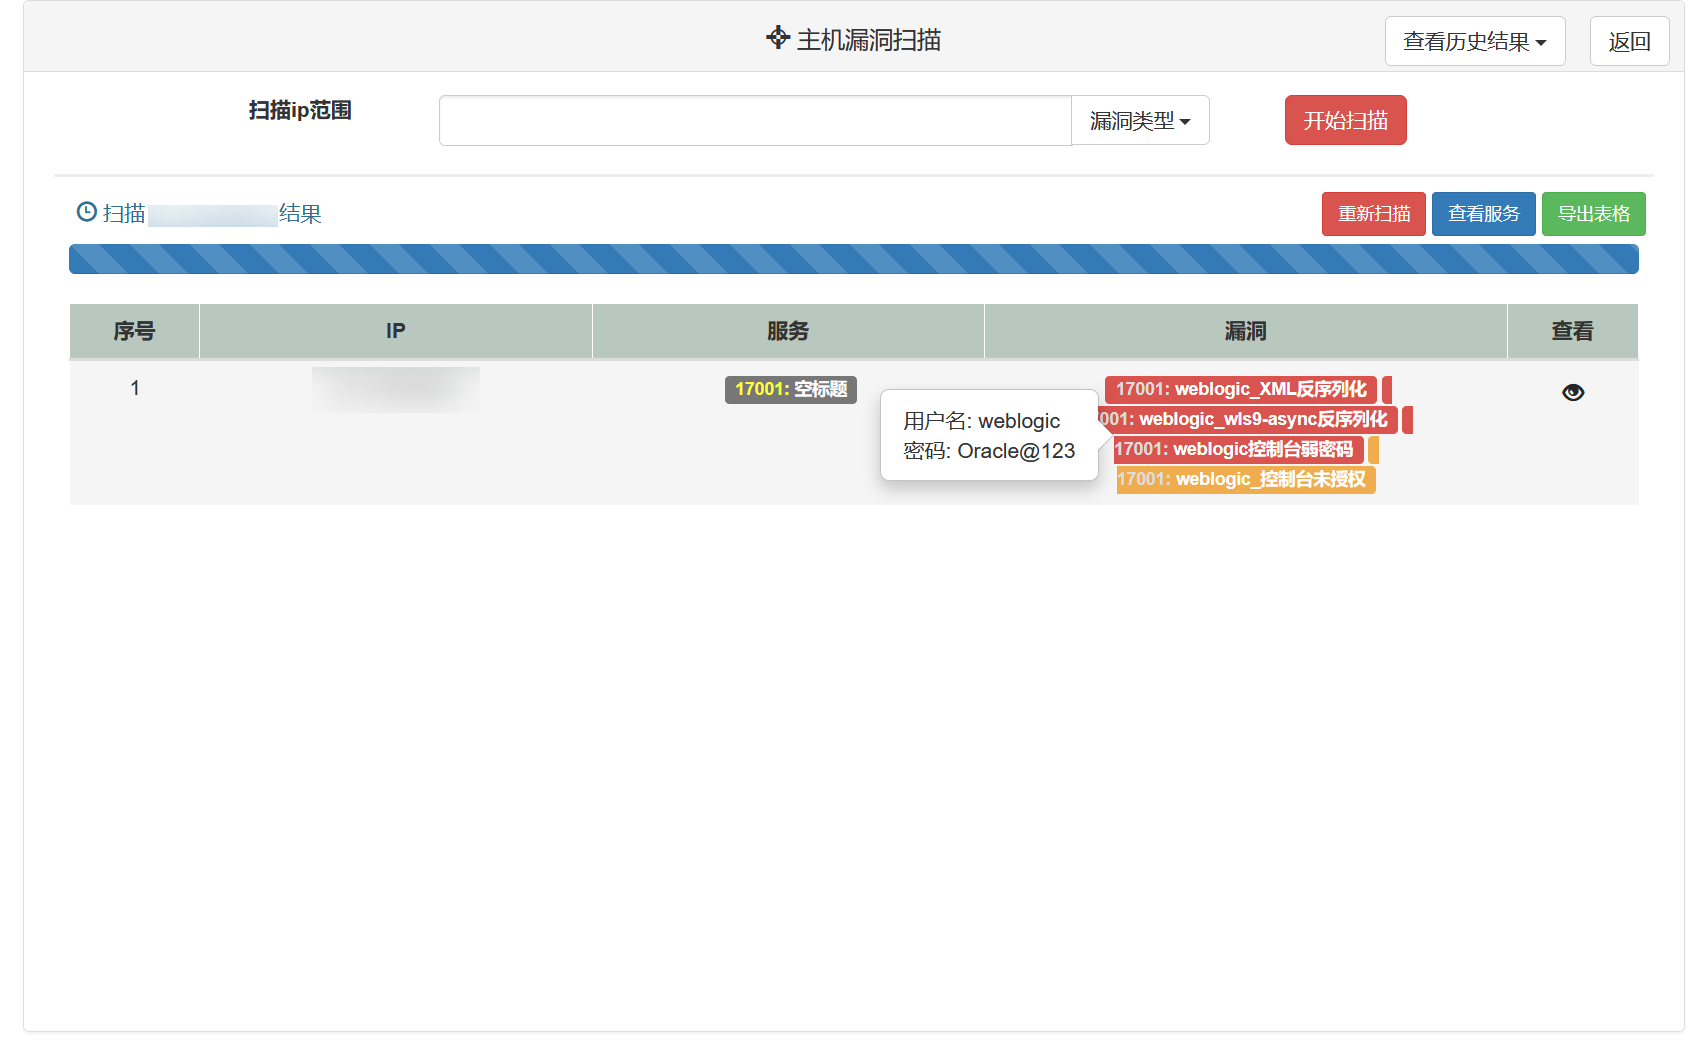 主机漏洞扫描
查看历史结果
返回
扫描ip范围
漏洞类型
开始扫描
扫描
结果
重新扫描
查看服务
导出表格
序号
IP
服务
漏洞
查看
1
17001: 空标题
用户名: weblogic
密码: Oracle@123
17001: weblogic_XML反序列化
001: weblogic_wls9-async反序列化
17001: weblogic控制台弱密码
17001: weblogic_控制台未授权